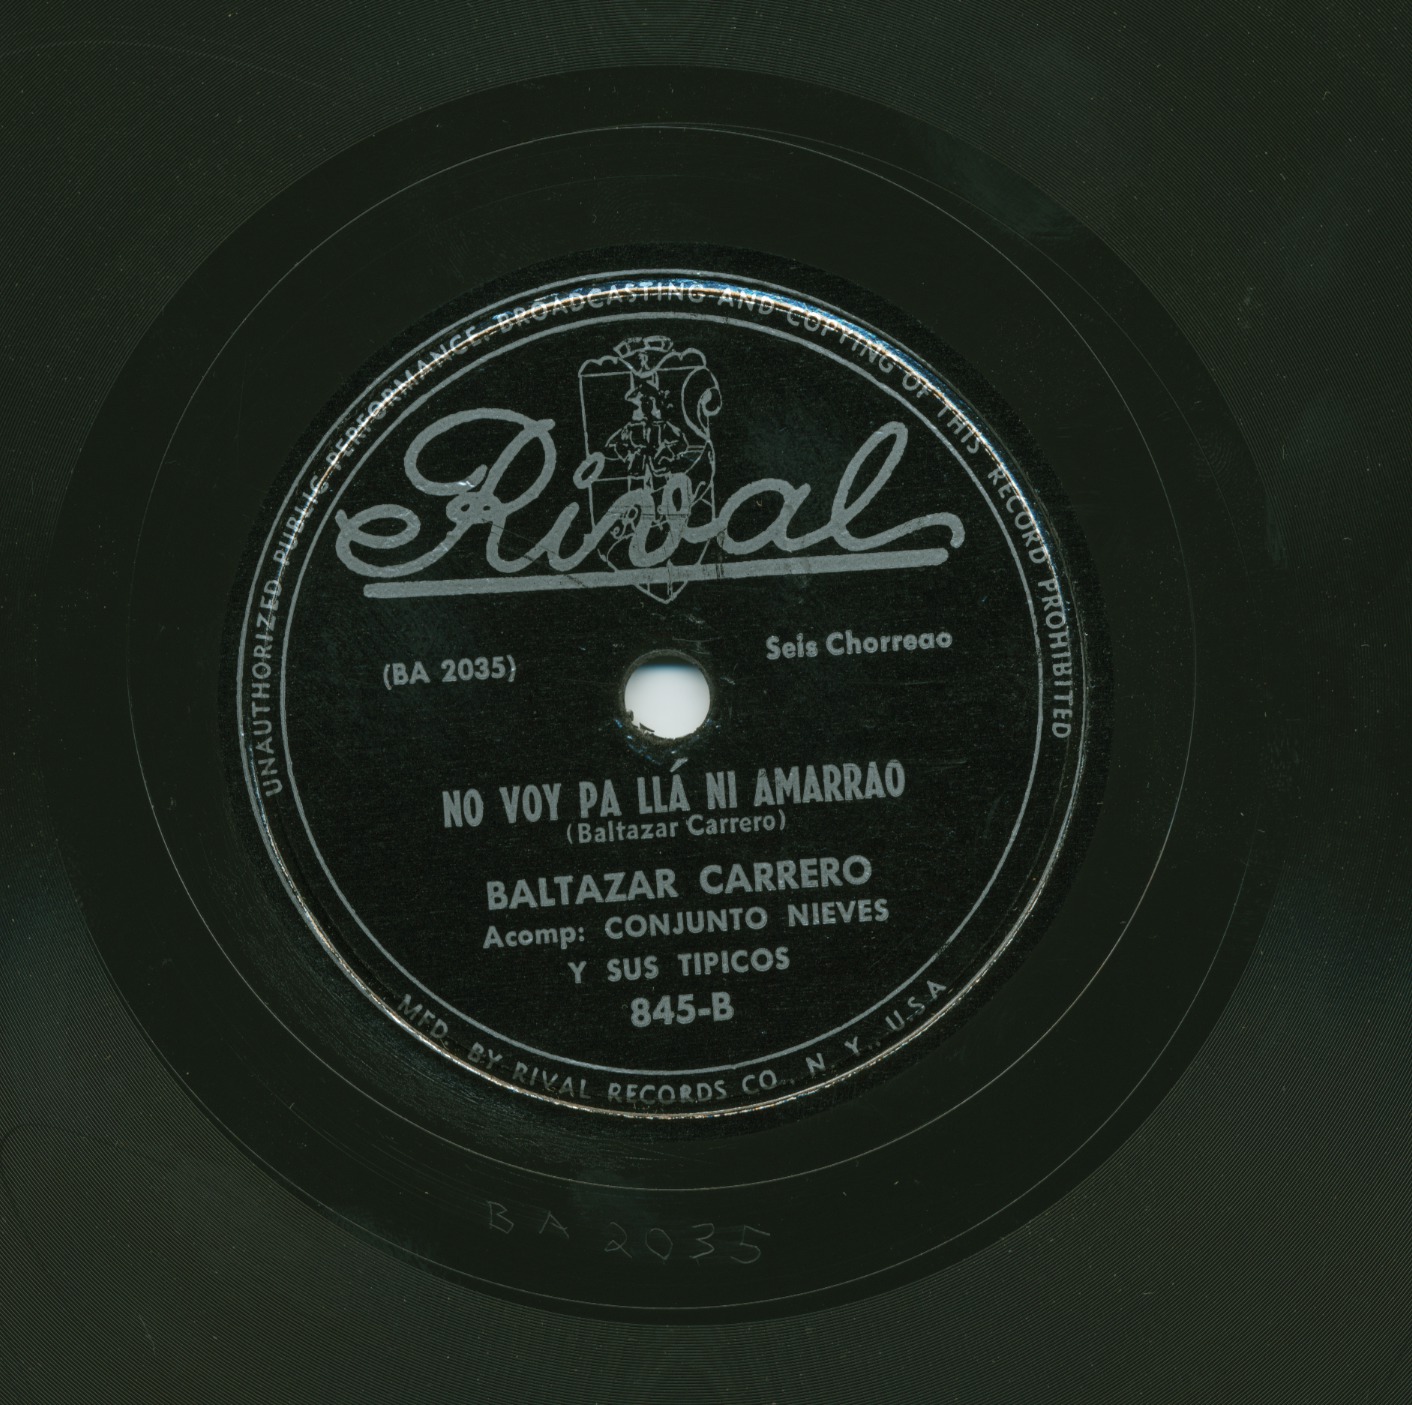 UNAUTHORIZED PUBLIC PERFORMANCE, BROADCASTING AND COPYING OF THIS RECORD PROHIBITED
Rival
(BA 2035)
Seis Chorreao
NO VOY PA LLÁ NI AMARRAO
(Baltazar Carrero)
BALTAZAR CARRERO
Acomp: CONJUNTO NIEVES
Y SUS TIPICOS
845-B
MFD. BY RIVAL RECORDS CO., N. Y., U.S.A
BA 2035